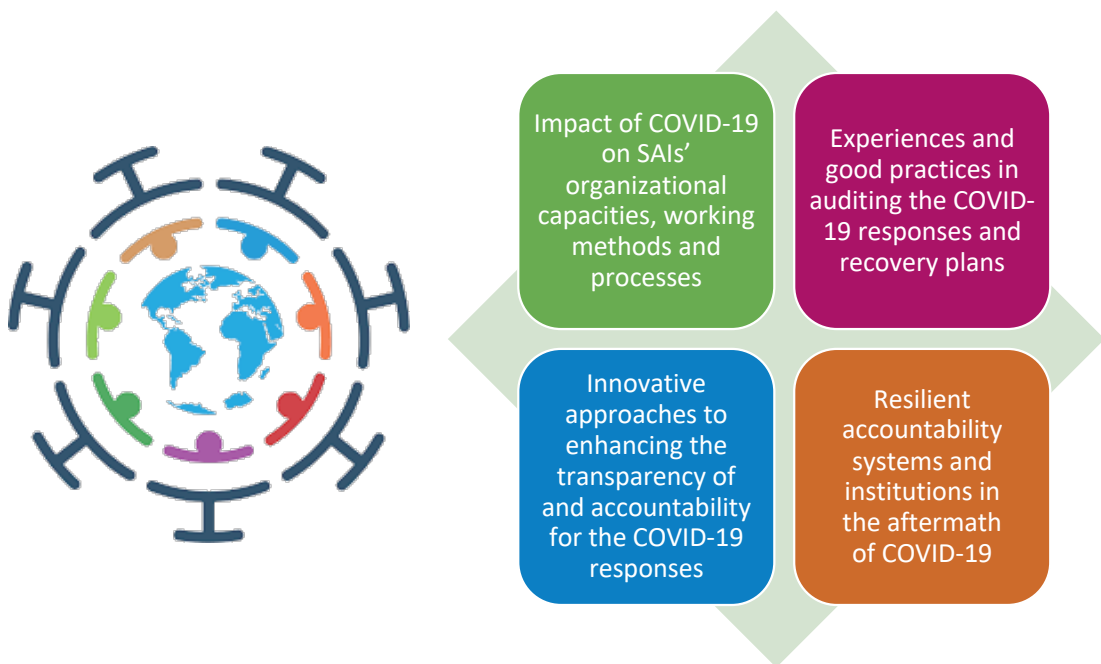 Impact of COVID-19
on SAIs’
organizational
capacities, working
methods and
processes
Experiences and
good practices in
auditing the COVID-
19 responses and
recovery plans
Innovative
approaches to
enhancing the
transparency of
and accountability
for the COVID-19
responses
Resilient
accountability
systems and
institutions in
the aftermath
of COVID-19